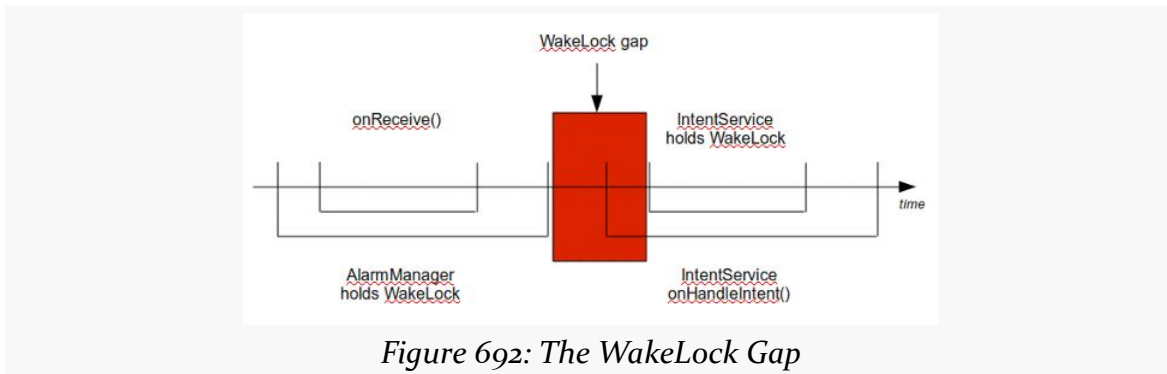 WakeLock gap
onReceive()
IntentService
holds WakeLock
time
AlarmManager
holds WakeLock
IntentService
onHandleIntent()
Figure 692: The WakeLock Gap